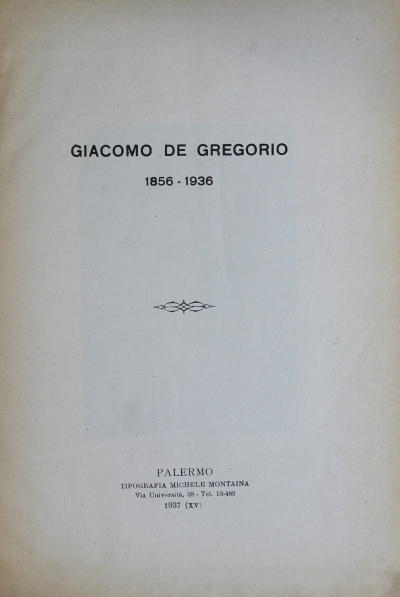 GIACOMO DE GREGORIO
1856 - 1936
PALERMO
TIPOGRAFIA MICHELE MONTAINA
Via Università, 38 - Tel. 13-482
1937 (XV)